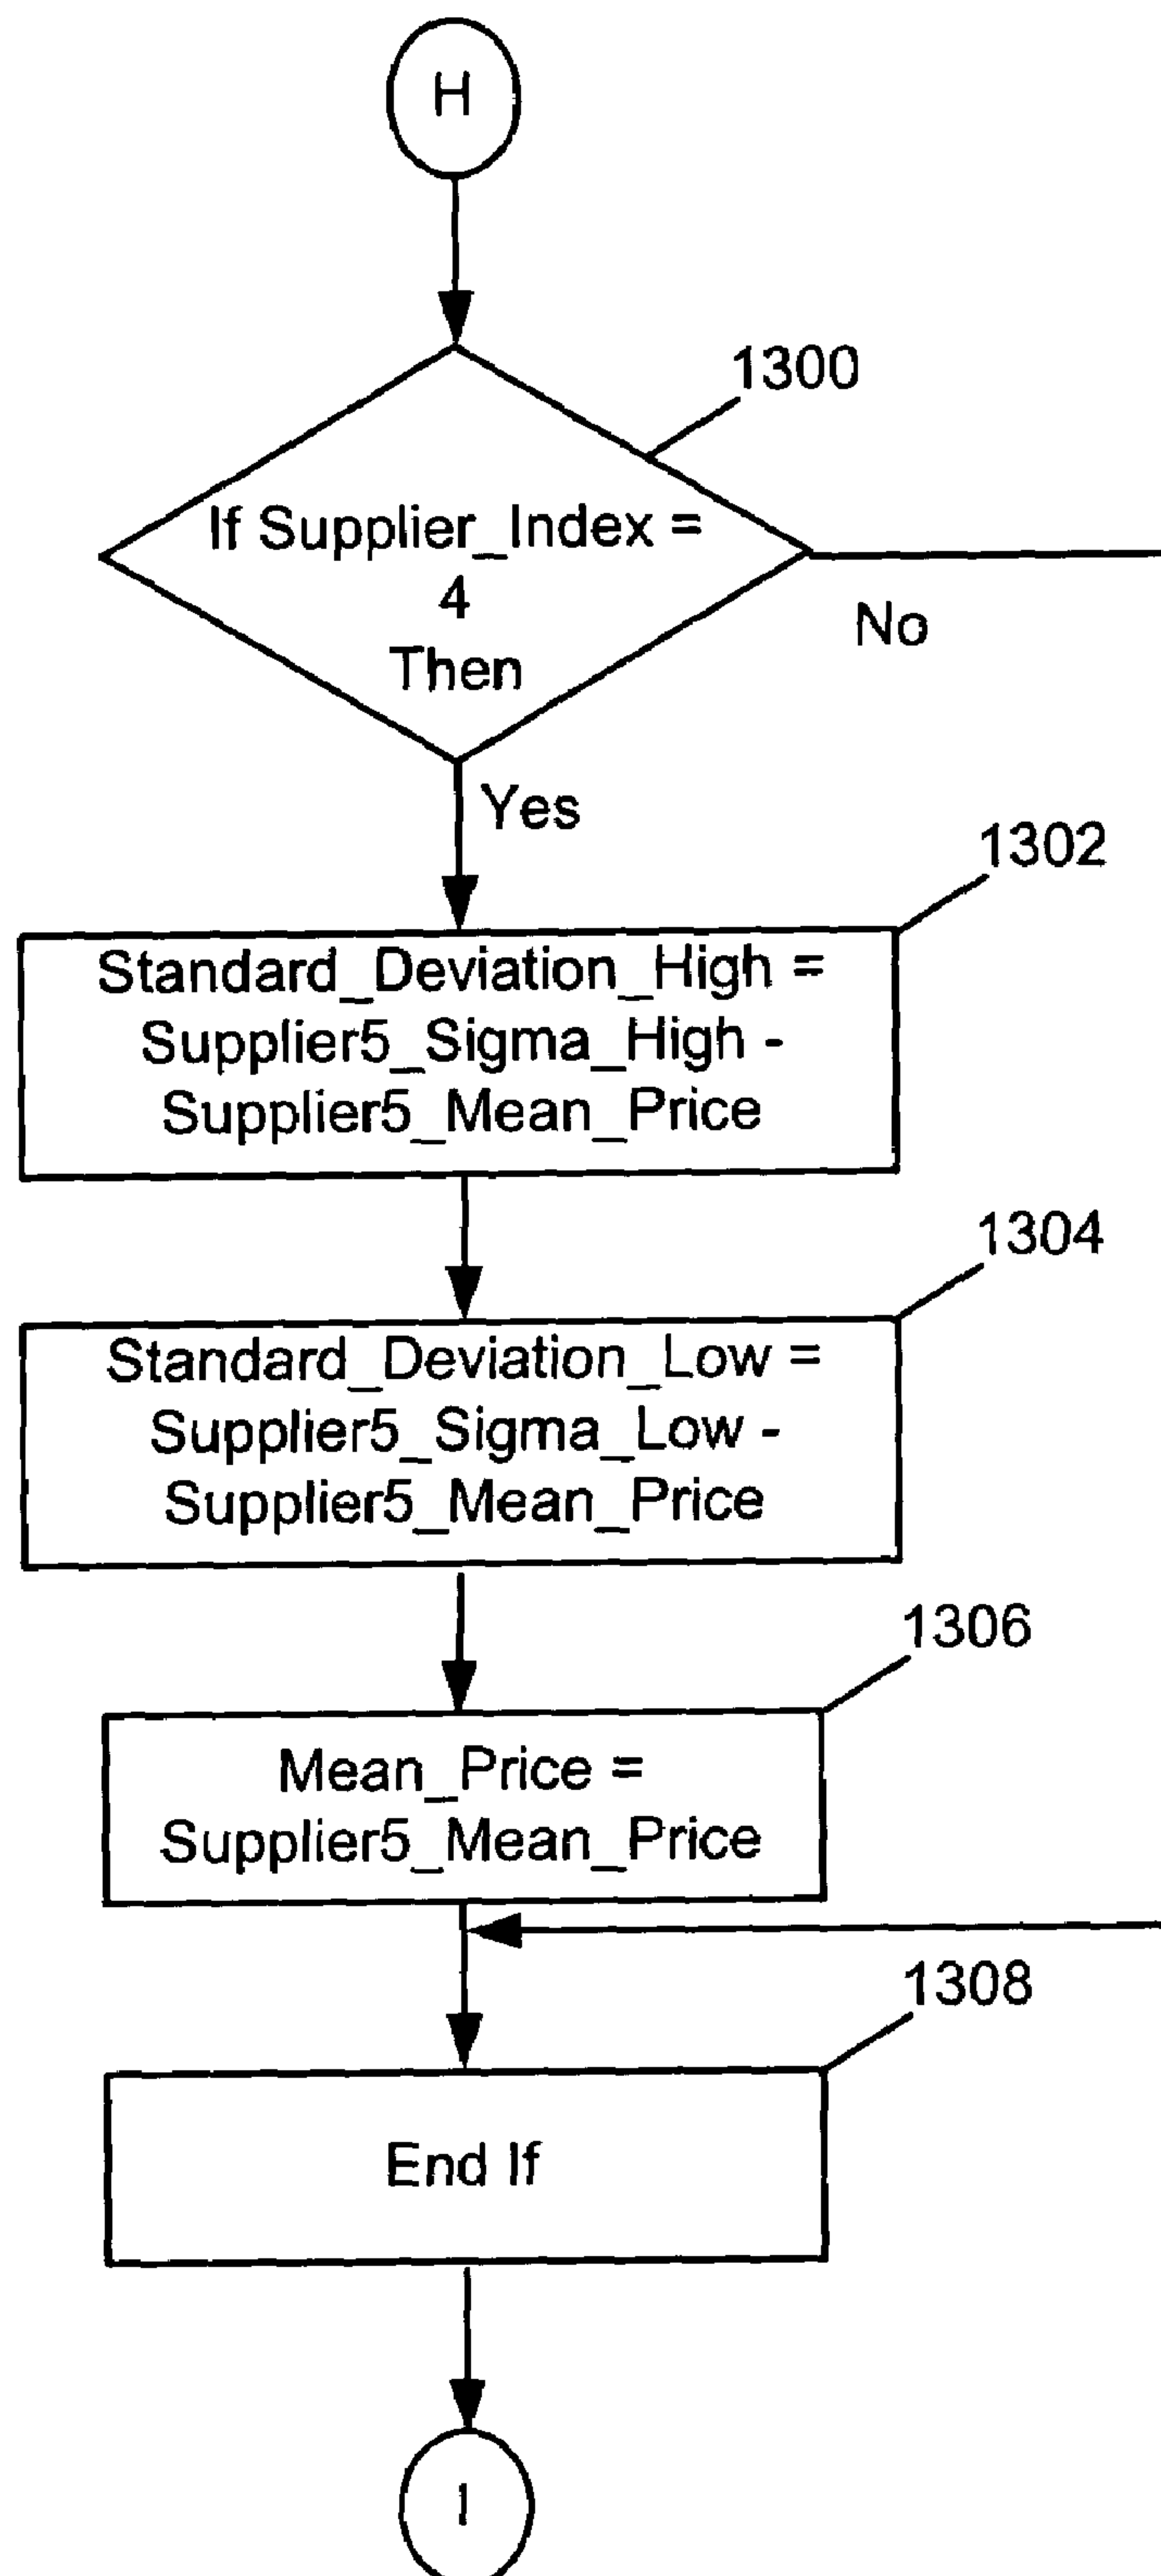 H
1300
If Supplier_Index =
4
Then
No
Yes
1302
Standard_Deviation_High =
Supplier5_Sigma_High -
Supplier5_Mean_Price
1304
Standard_Deviation_Low =
Supplier5_Sigma_Low -
Supplier5_Mean_Price
1306
Mean_Price =
Supplier5_Mean_Price
1308
End If
I